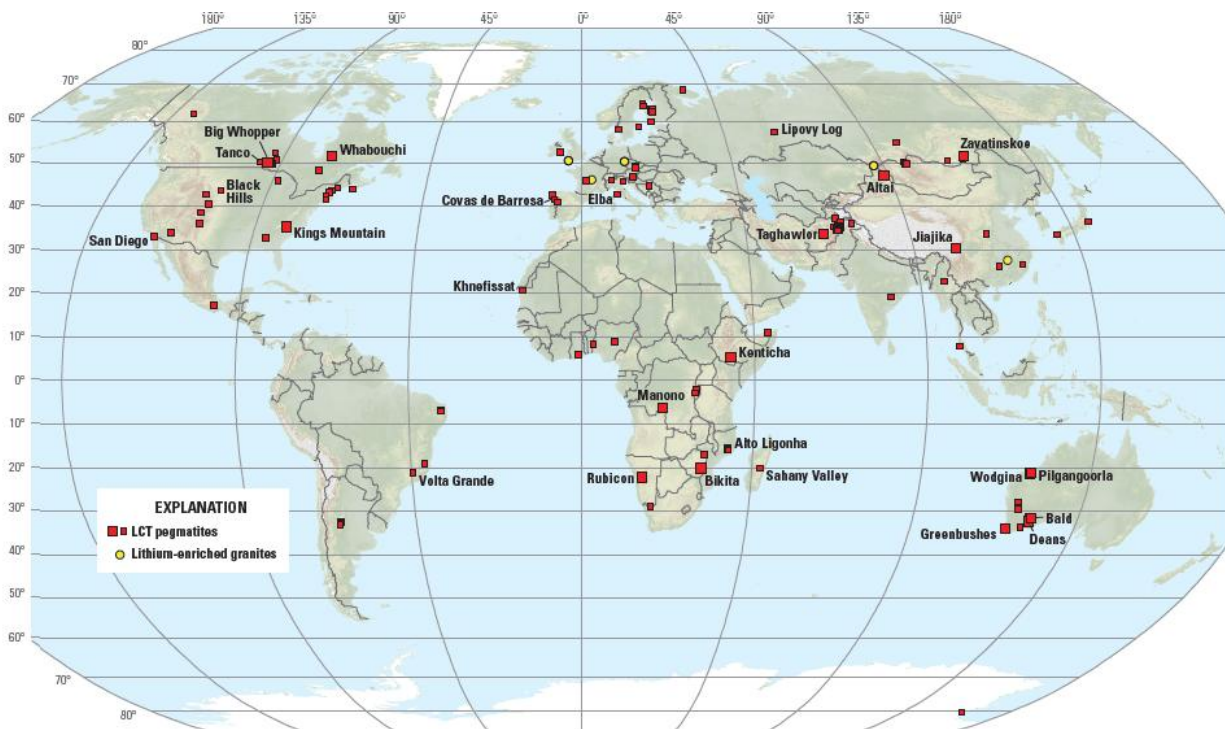 180° 135° 90° 45° 0° 45° 90° 135° 180°
80°
70°
60°
50°
40°
30°
20°
10°
0°
10°
20°
30°
40°
50°
60°
70°
80°
Big Whopper
Tanco
Whabouchi
Black
Hills
San Diego
Kings Mountain
Covas de Barrosa
Elba
Lipovy Log
Zavatinskoe
Altai
Taghawlor
Jiajika
Khnefissat
Kenticha
Manono
Alto Ligonha
Volta Grande
Rubicon
Bikita
Sahany Valley
Wodgina
Pilgangoorla
Bald
Greenbushes
Deans
EXPLANATION
LCT pegmatites
Lithium-enriched granites